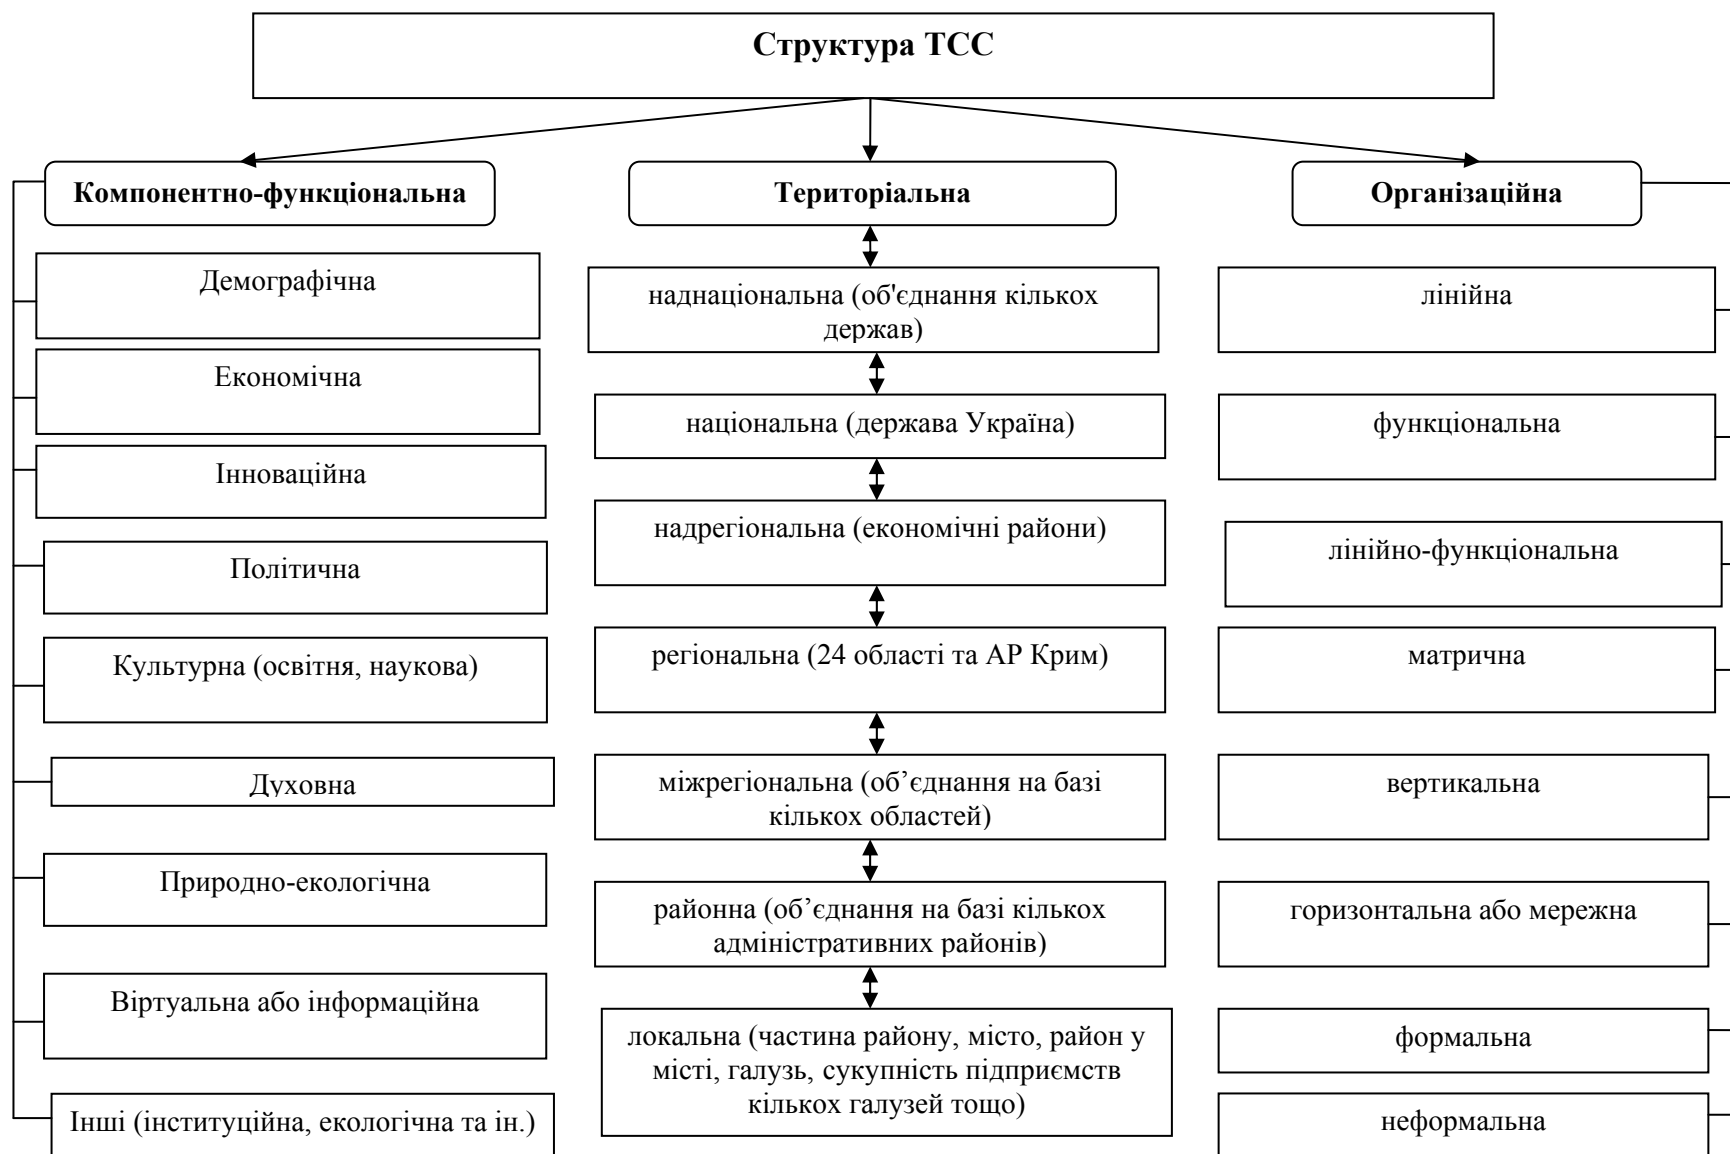 Структура ТСС
Компонентно-функціональна
Територіальна
Організаційна
Демографічна
Економічна
Інноваційна
Політична
Культурна (освітня, наукова)
Духовна
Природно-екологічна
Віртуальна або інформаційна
Інші (інституційна, екологічна та ін.)
наднаціональна (об'єднання кількох
держав)
національна (держава Україна)
надрегіональна (економічні райони)
регіональна (24 області та АР Крим)
міжрегіональна (об’єднання на базі
кількох областей)
районна (об’єднання на базі кількох
адміністративних районів)
локальна (частина району, місто, район у
місті, галузь, сукупність підприємств
кількох галузей тощо)
лінійна
функціональна
лінійно-функціональна
матрична
вертикальна
горизонтальна або мережна
формальна
неформальна